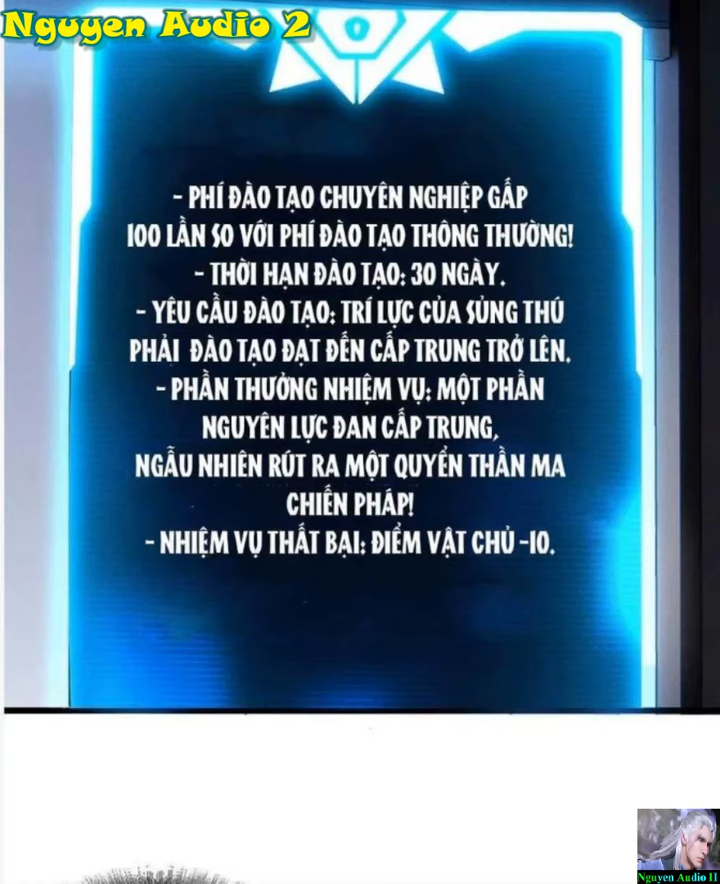 Nguyen Audio 2
- PHÍ ĐÀO TẠO CHUYÊN NGHIỆP GẤP
100 LẦN SO VỚI PHÍ ĐÀO TẠO THÔNG THƯỜNG!
- THỜI HẠN ĐÀO TẠO: 30 NGÀY.
- YÊU CẦU ĐÀO TẠO: TRÍ LỰC CỦA SỦNG THÚ
PHẢI ĐÀO TẠO ĐẠT ĐẾN CẤP TRUNG TRỞ LÊN.
- PHẦN THƯỞNG NHIỆM VỤ: MỘT PHẦN
NGUYÊN LỰC ĐAN CẤP TRUNG,
NGẪU NHIÊN RÚT RA MỘT QUYỂN THẦN MA
CHIẾN PHÁP!
- NHIỆM VỤ THẤT BẠI: ĐIỂM VẬT CHỦ -10.
Nguyen Audio II